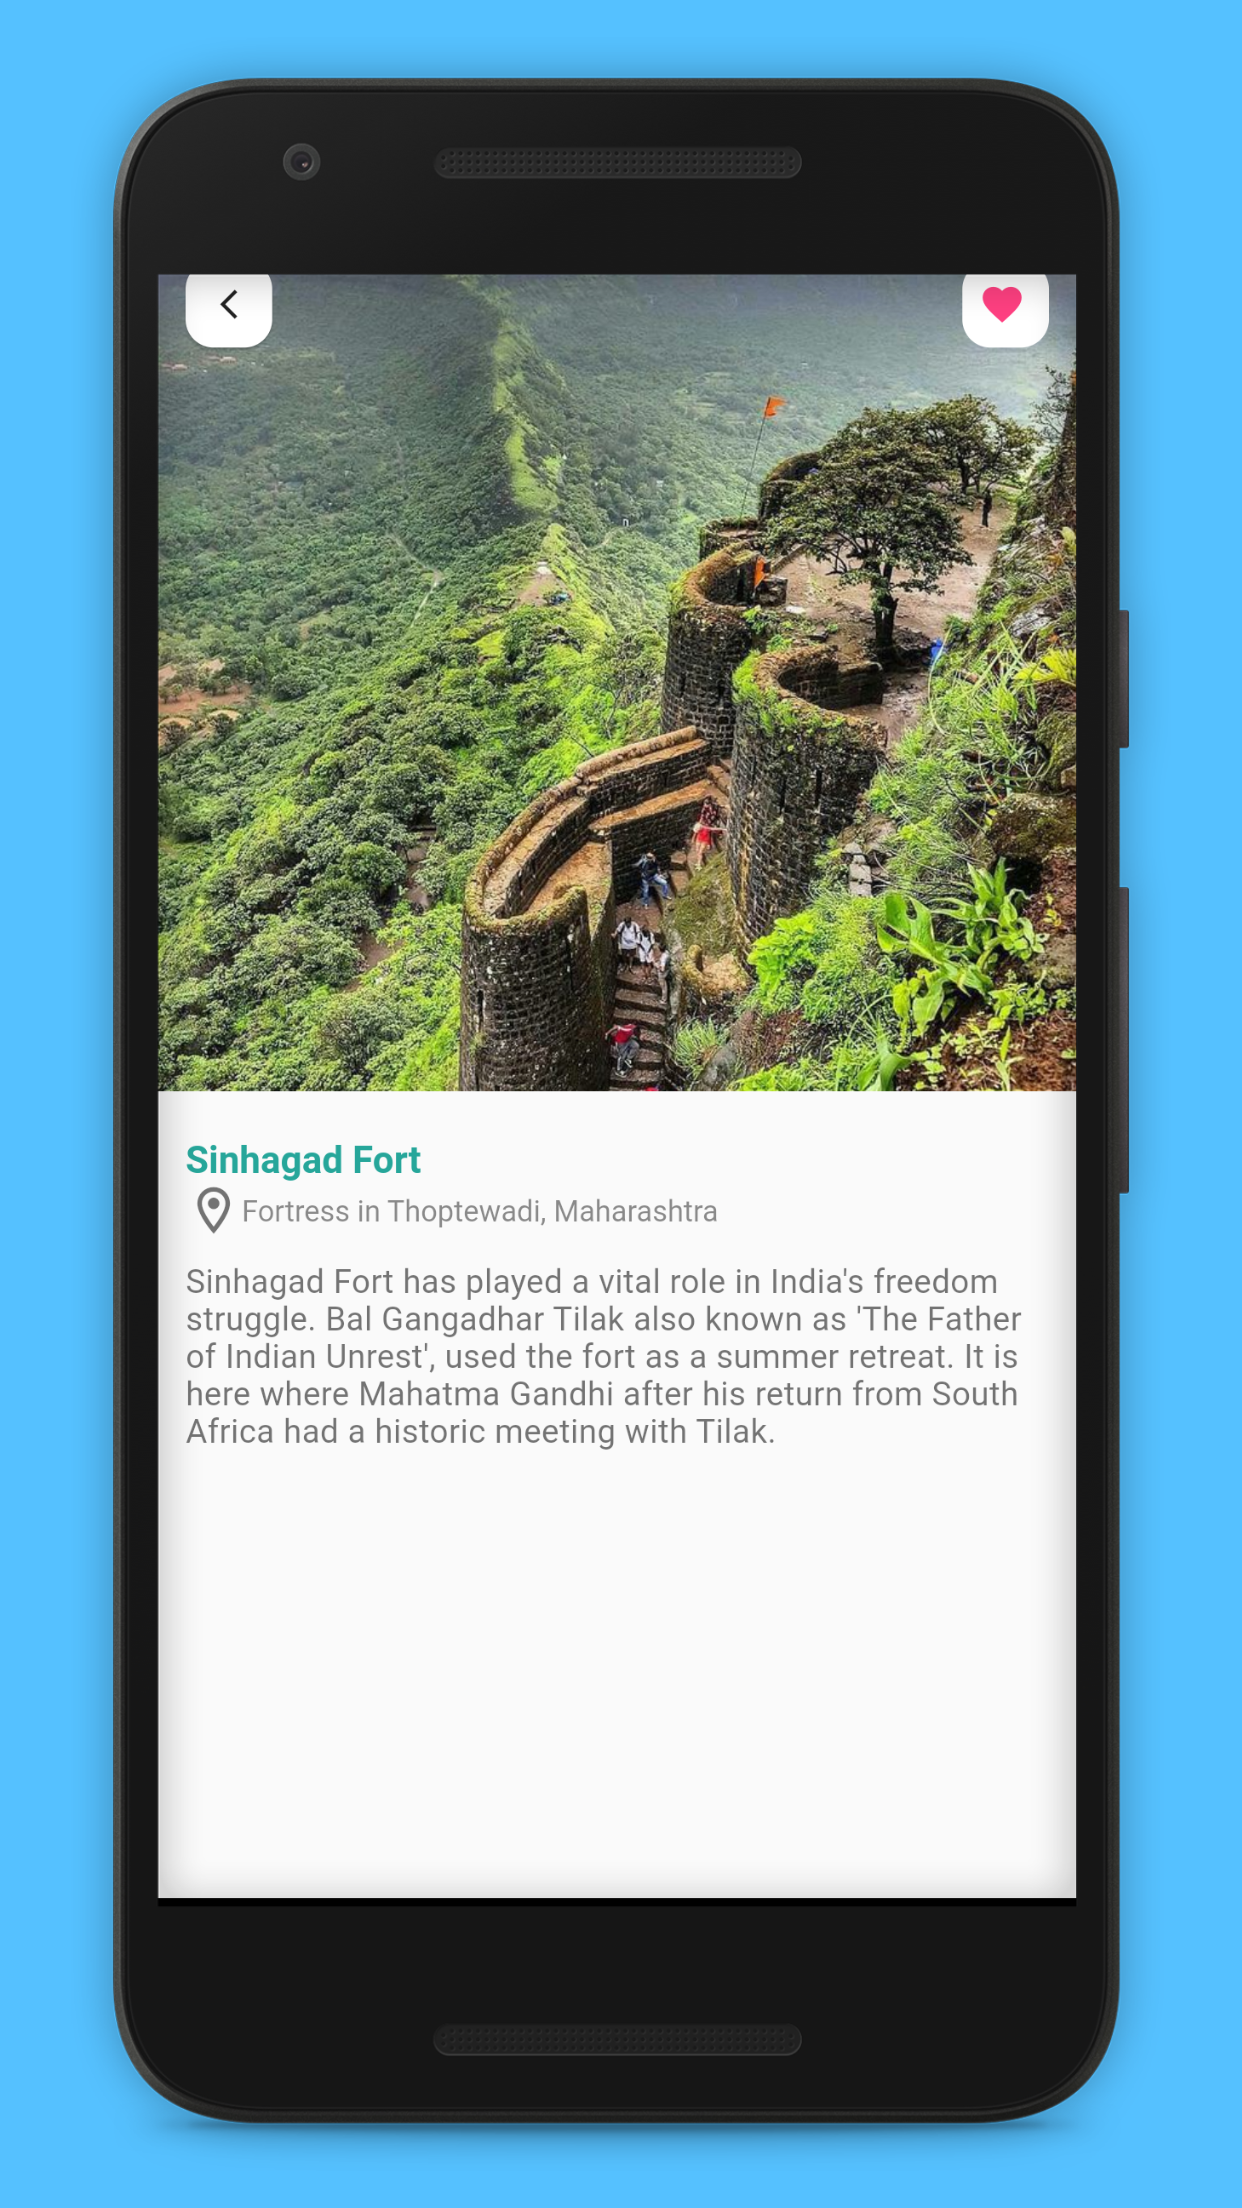 Sinhagad Fort
Fortress in Thoptewadi, Maharashtra
Sinhagad Fort has played a vital role in India's freedom
struggle. Bal Gangadhar Tilak also known as 'The Father
of Indian Unrest', used the fort as a summer retreat. It is
here where Mahatma Gandhi after his return from South
Africa had a historic meeting with Tilak.